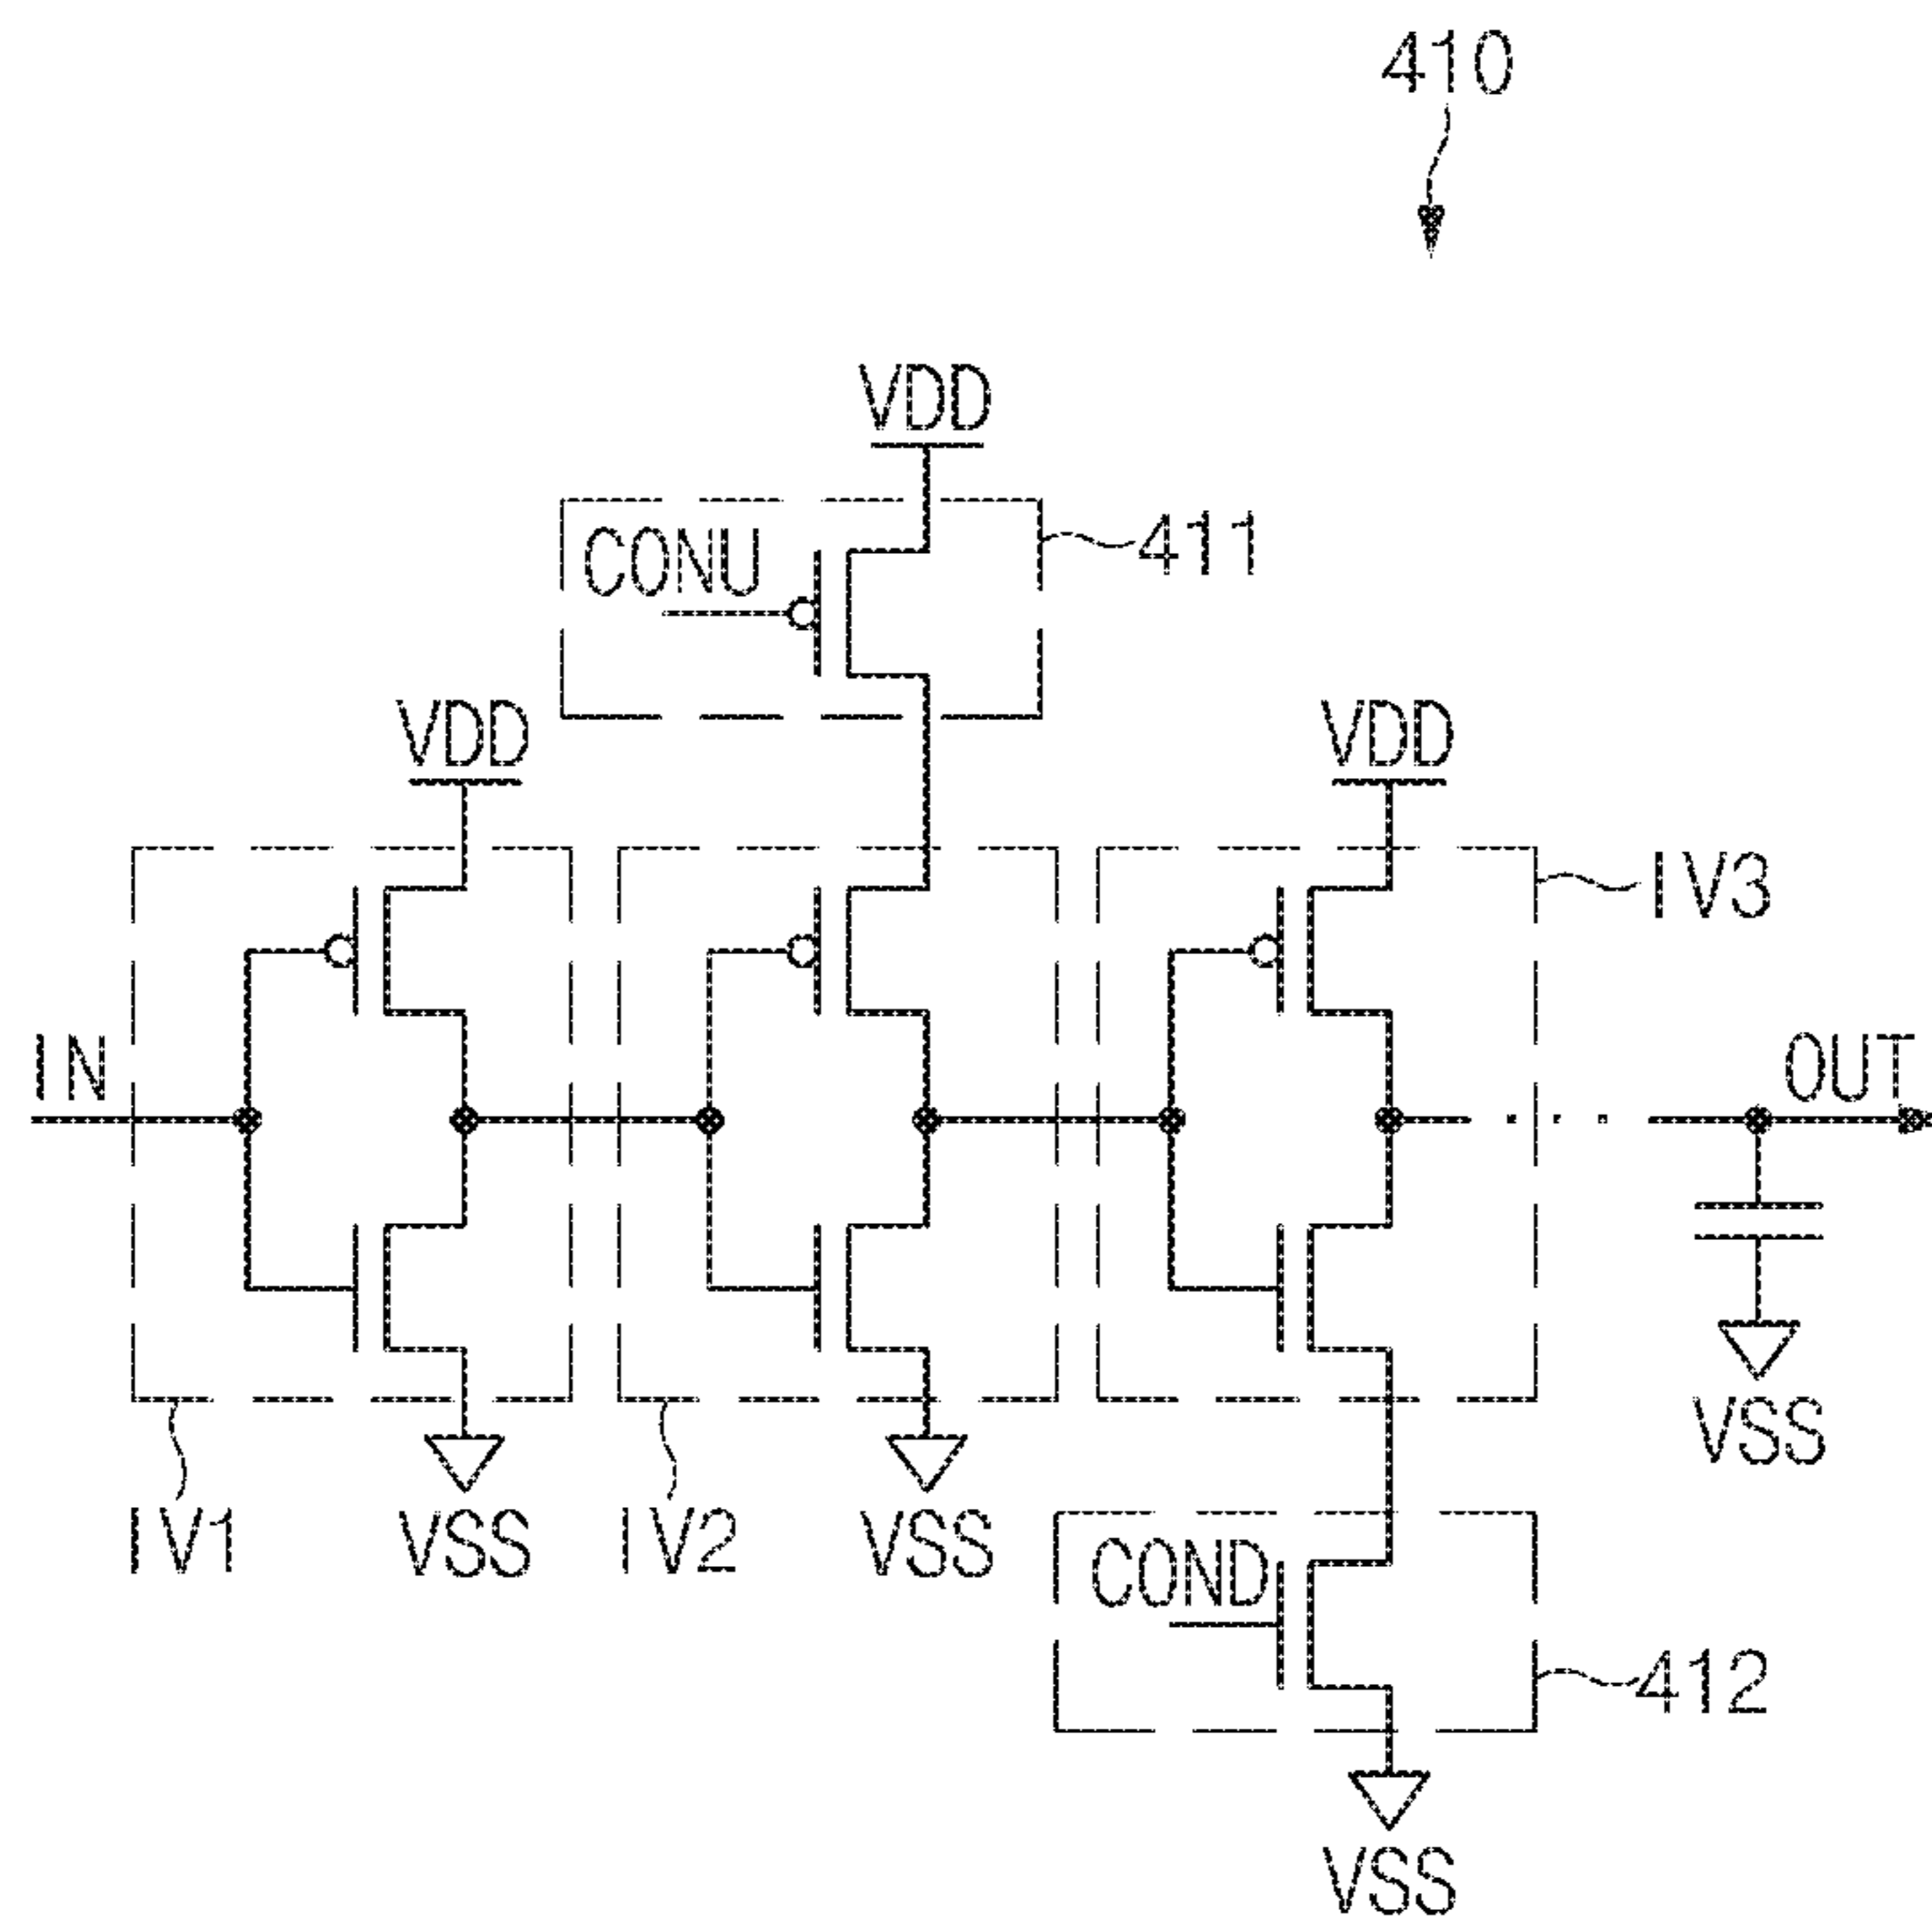 410
VDD
CONU
411
VDD
VDD
IV3
IN
OUT
VSS
IV1
VSS
IV2
VSS
COND
412
VSS